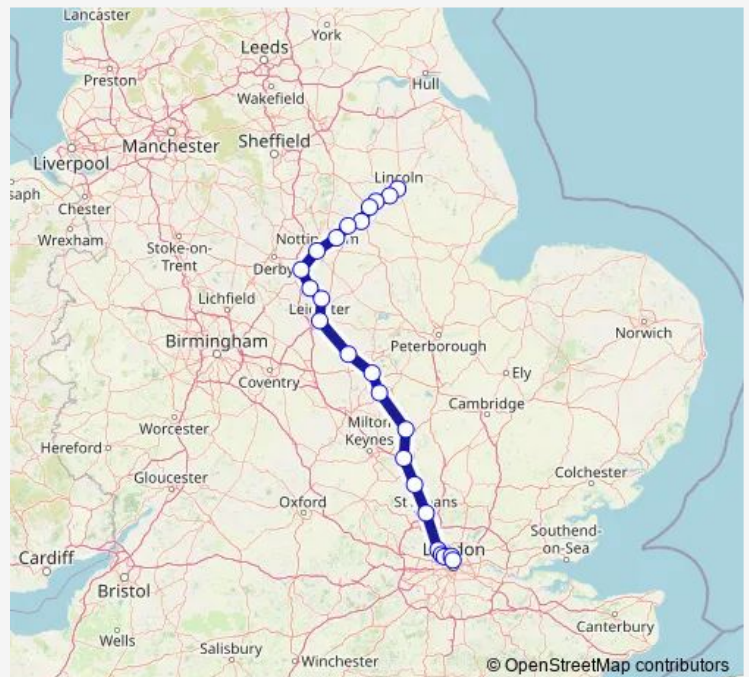 Lancaster
York
Leeds
Preston
Hull
Wakefield
Manchester
Sheffield
Liverpool
Lincoln
saph
Chester
Wrexham
Stoke-on-
Trent
Derby
Lichfield
Norwich
Birmingham
Peterborough
Coventry
Ely
Cambridge
Worcester
Milton
Keynes
Hereford
Gloucester
Colchester
Oxford
Southend-
on-Sea
Cardiff
Bristol
Canterbury
Wells
Salisbury
Winchester
© OpenStreetMap contributors